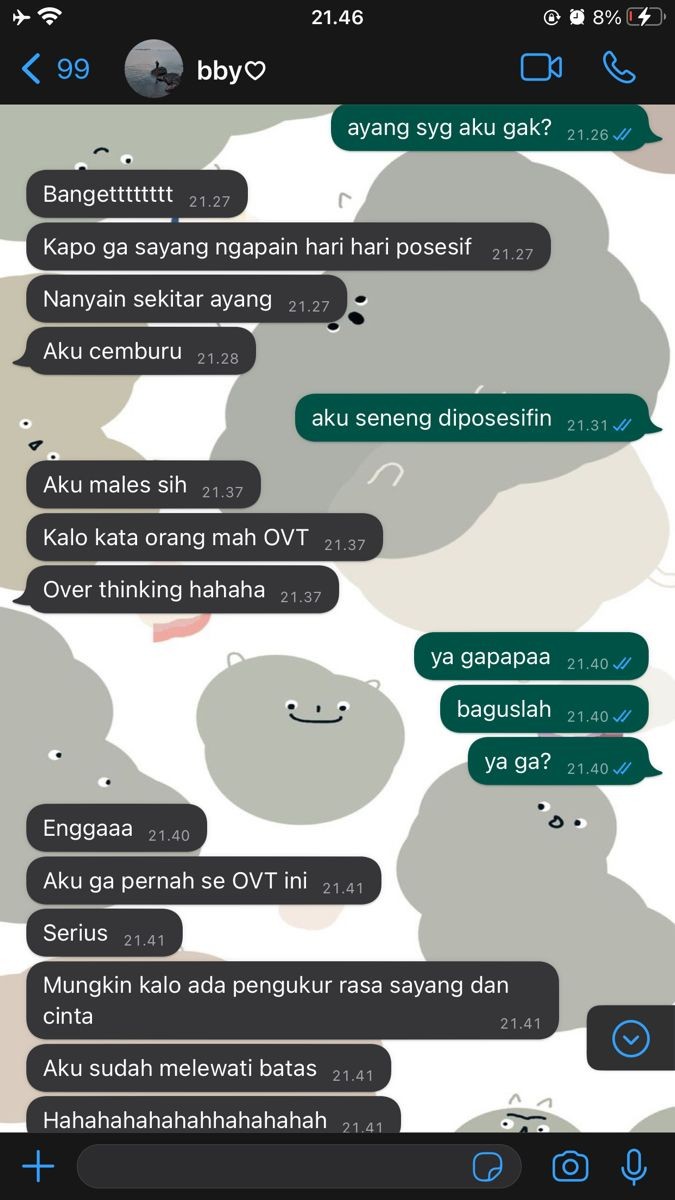 21.46
8%
99
bby♡
ayang syg aku gak? 21.26
Bangetttttttt 21.27
Kapo ga sayang ngapain hari hari posesif 21.27
Nanyain sekitar ayang 21.27
Aku cemburu 21.28
aku seneng diposesifin 21.31
Aku males sih 21.37
Kalo kata orang mah OVT 21.37
Over thinking hahaha 21.37
ya gapapaa 21.40
baguslah 21.40
ya ga? 21.40
Enggaaa 21.40
Aku ga pernah se OVT ini 21.41
Serius 21.41
Mungkin kalo ada pengukur rasa sayang dan
cinta 21.41
Aku sudah melewati batas 21.41
Hahahahahahahhahahahah 21.41